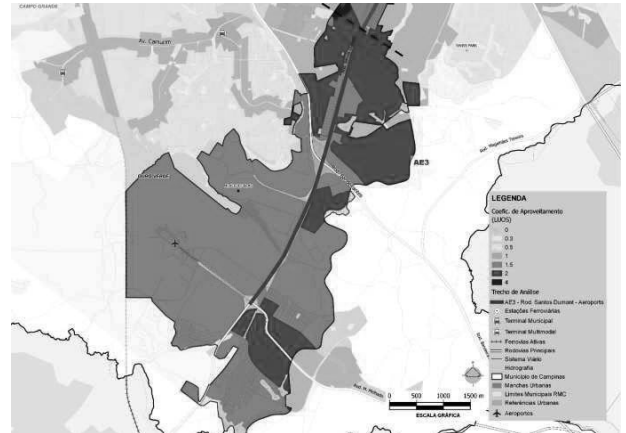 CAMPO GRANDE
Av. Camucim
OURO VERDE
AE3
LEGENDA
Coefic. de Aproveitamento
(LUOS)
0
0.2
0.5
1
1.5
2
4
Trecho de Análise
AE3 - Rod. Santos Dumont - Aeroporto
Estações Ferroviárias
Terminal Municipal
Terminal Multimodal
Ferrovias Ativas
Rodovias Principais
Sistema Viário
Hidrografia
Município de Campinas
Manchas Urbanas
Limites Municipais RMC
Referências Urbanas
Aeroportos
0 500 1000 1500 m
ESCALA GRÁFICA